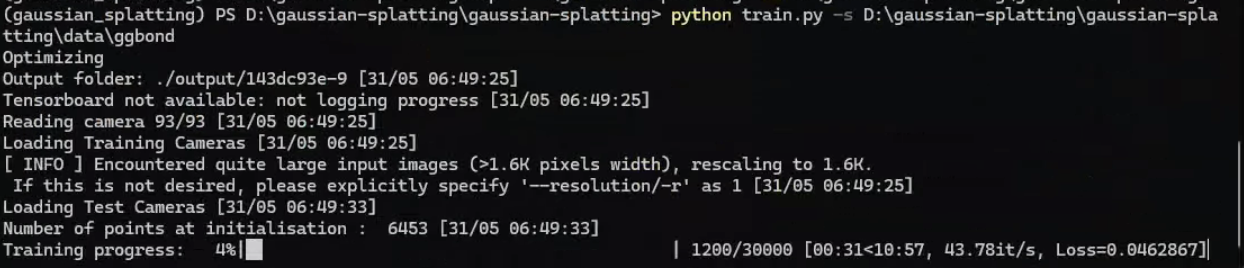 (gaussian_splatting) PS D:\gaussian-splatting\gaussian-splatting> python train.py -s D:\gaussian-splatting\gaussian-spla
tting\data\ggbond
Optimizing
Output folder: ./output/143dc93e-9 [31/05 06:49:25]
Tensorboard not available: not logging progress [31/05 06:49:25]
Reading camera 93/93 [31/05 06:49:25]
Loading Training Cameras [31/05 06:49:25]
[ INFO ] Encountered quite large input images (>1.6K pixels width), rescaling to 1.6K.
 If this is not desired, please explicitly specify '--resolution/-r' as 1 [31/05 06:49:25]
Loading Test Cameras [31/05 06:49:33]
Number of points at initialisation :  6453 [31/05 06:49:33]
Training progress:   4%| | 1200/30000 [00:31<10:57, 43.78it/s, Loss=0.0462867]